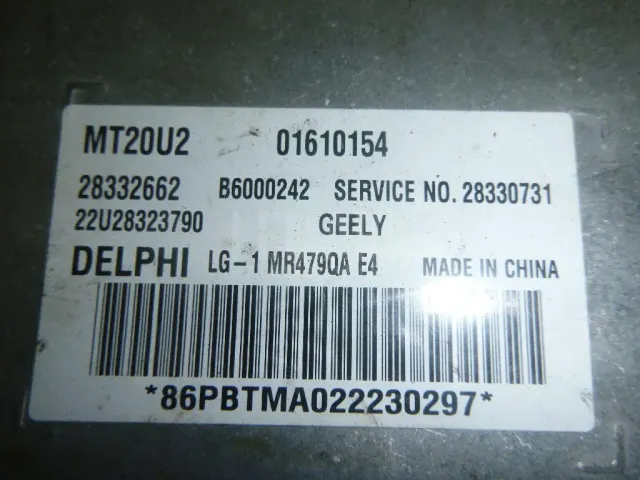 MT20U2 01610154
28332662 B6000242 SERVICE NO. 28330731
22U28323790 GEELY
DELPHI LG-1 MR479QA E4 MADE IN CHINA
*86PBTMA022230297*